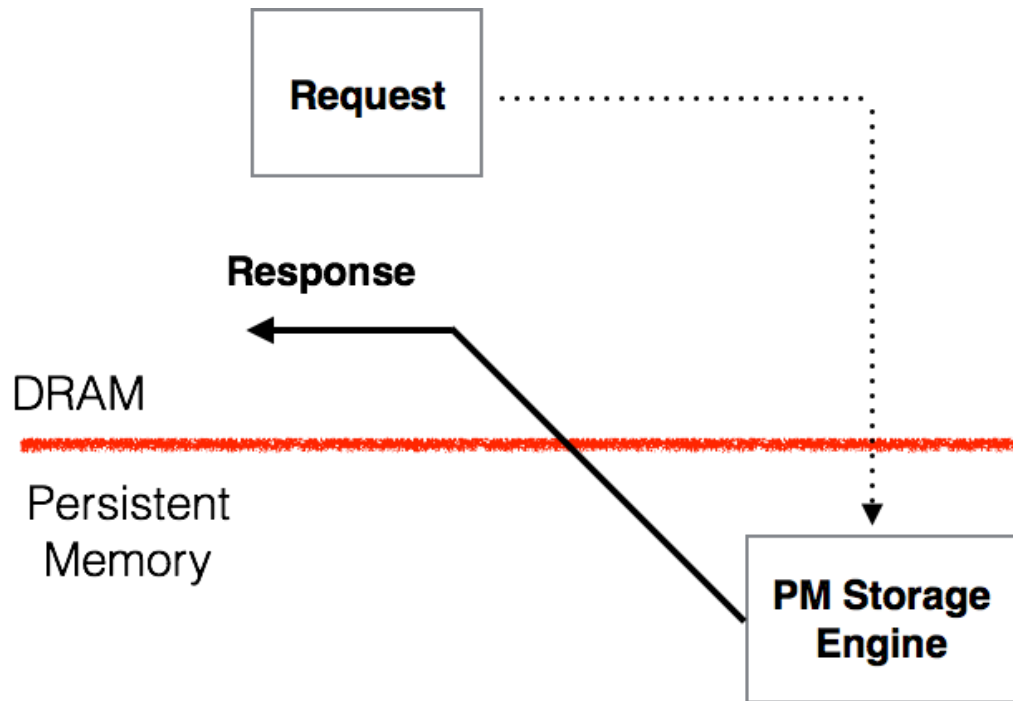 Request
Response
DRAM
Persistent
Memory
PM Storage
Engine